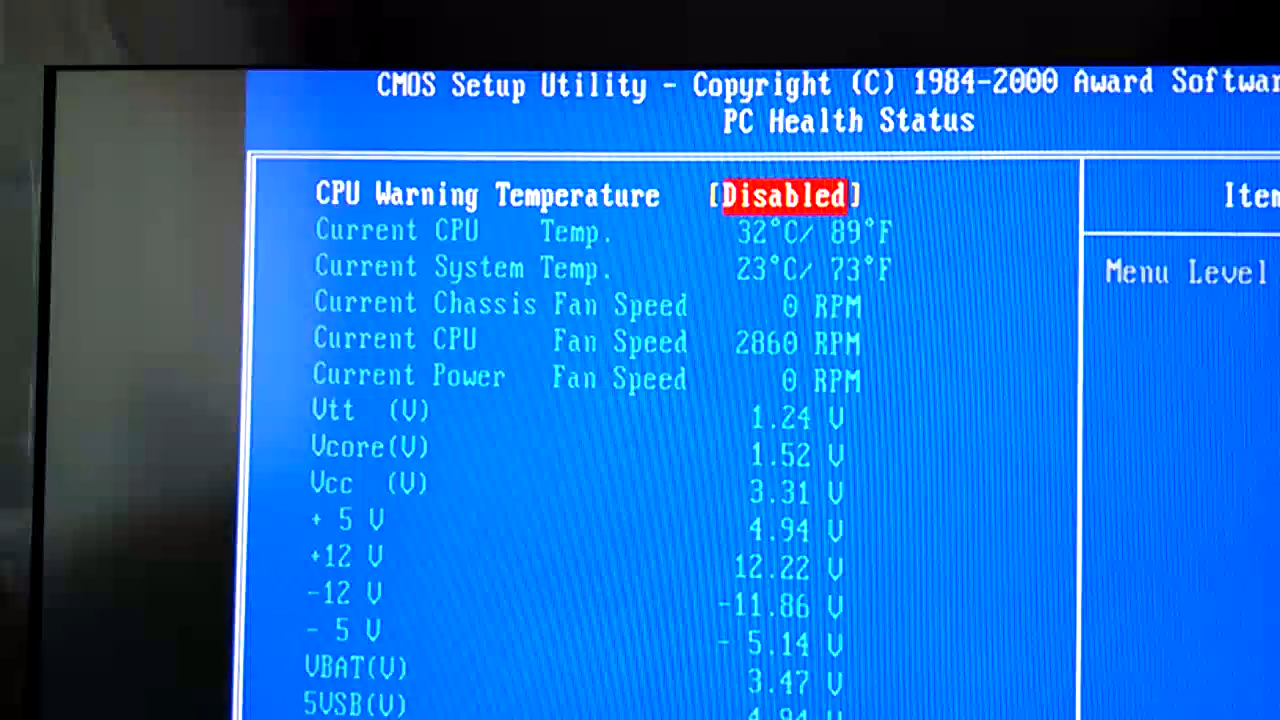 CMOS Setup Utility - Copyright (C) 1984-2000 Award
PC Health Status
CPU Warning Temperature [Disabled]
Current CPU Temp. 32°C/ 89°F
Current System Temp. 23°C/ 73°F
Current Chassis Fan Speed 0 RPM
Current CPU Fan Speed 2860 RPM
Current Power Fan Speed 0 RPM
Vtt (V) 1.24 V
Vcore(V) 1.52 V
Vcc (V) 3.31 V
+ 5 V 4.94 V
+12 V 12.22 V
-12 V -11.86 V
- 5 V - 5.14 V
VBAT(V) 3.47 V
5VSB(V) 4.94 V
Menu Level